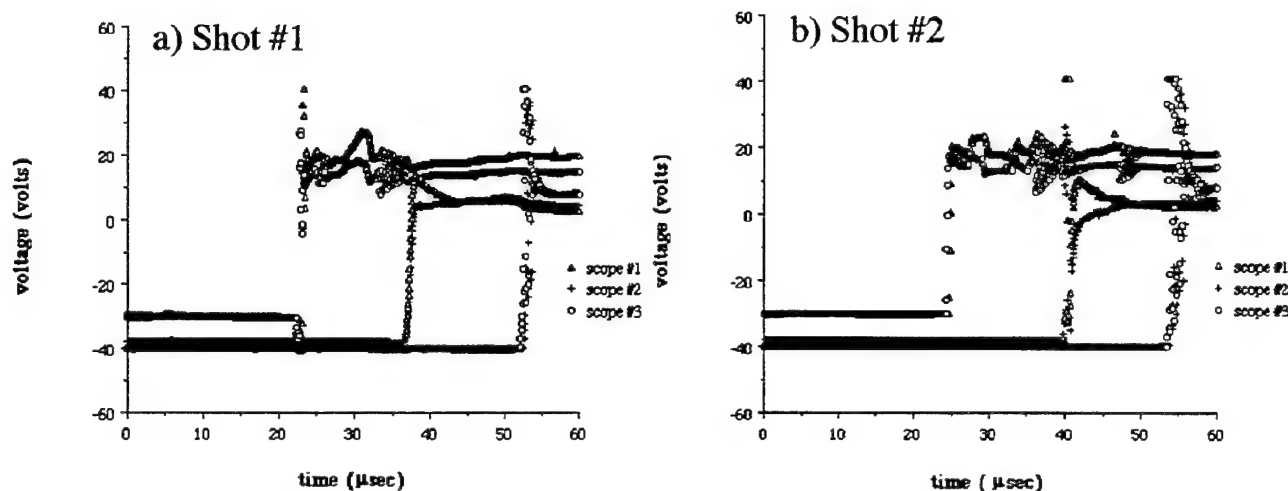 a) Shot #1
60
40
20
0
-20
-40
-60
voltage (volts)
scope #1
scope #2
scope #3
0 10 20 30 40 50 60
time (μsec)
b) Shot #2
60
40
20
0
-20
-40
-60
voltage (volts)
scope #1
scope #2
scope #3
0 10 20 30 40 50 60
time ( μsec)